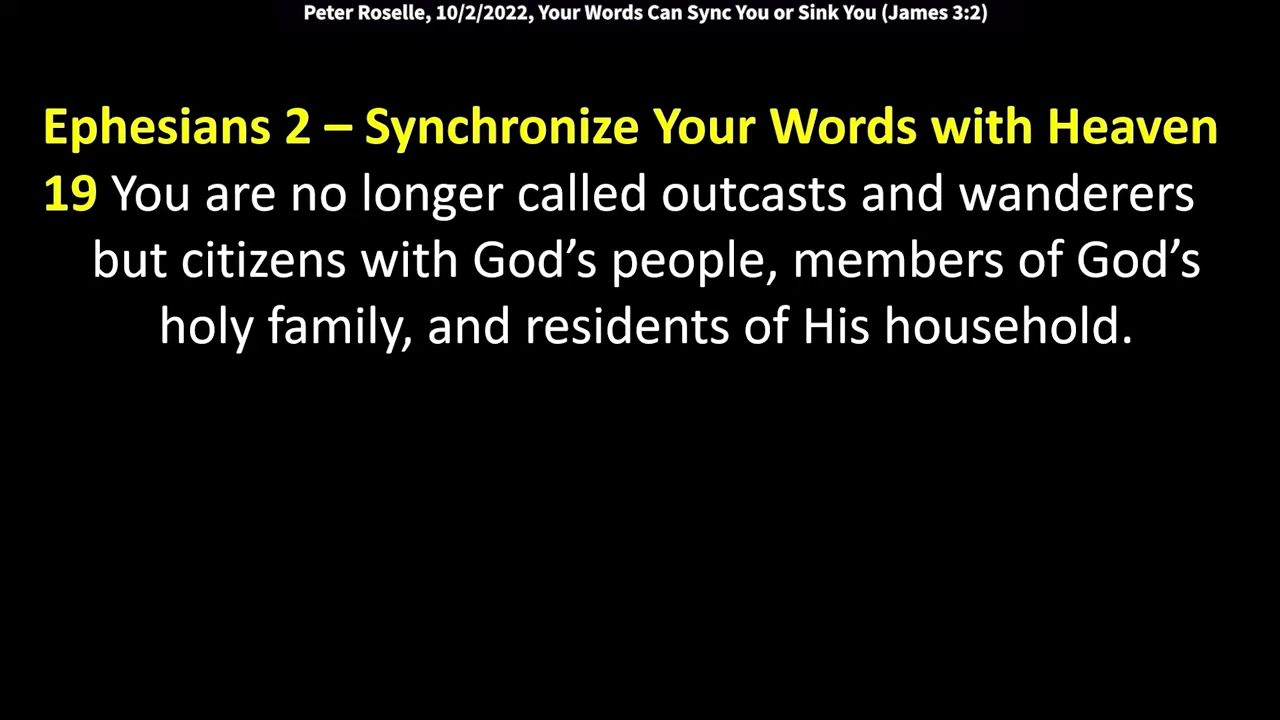 Peter Roselle, 10/2/2022, Your Words Can Sync You or Sink You (James 3:2)
Ephesians 2 – Synchronize Your Words with Heaven
19 You are no longer called outcasts and wanderers
but citizens with God’s people, members of God’s
holy family, and residents of His household.